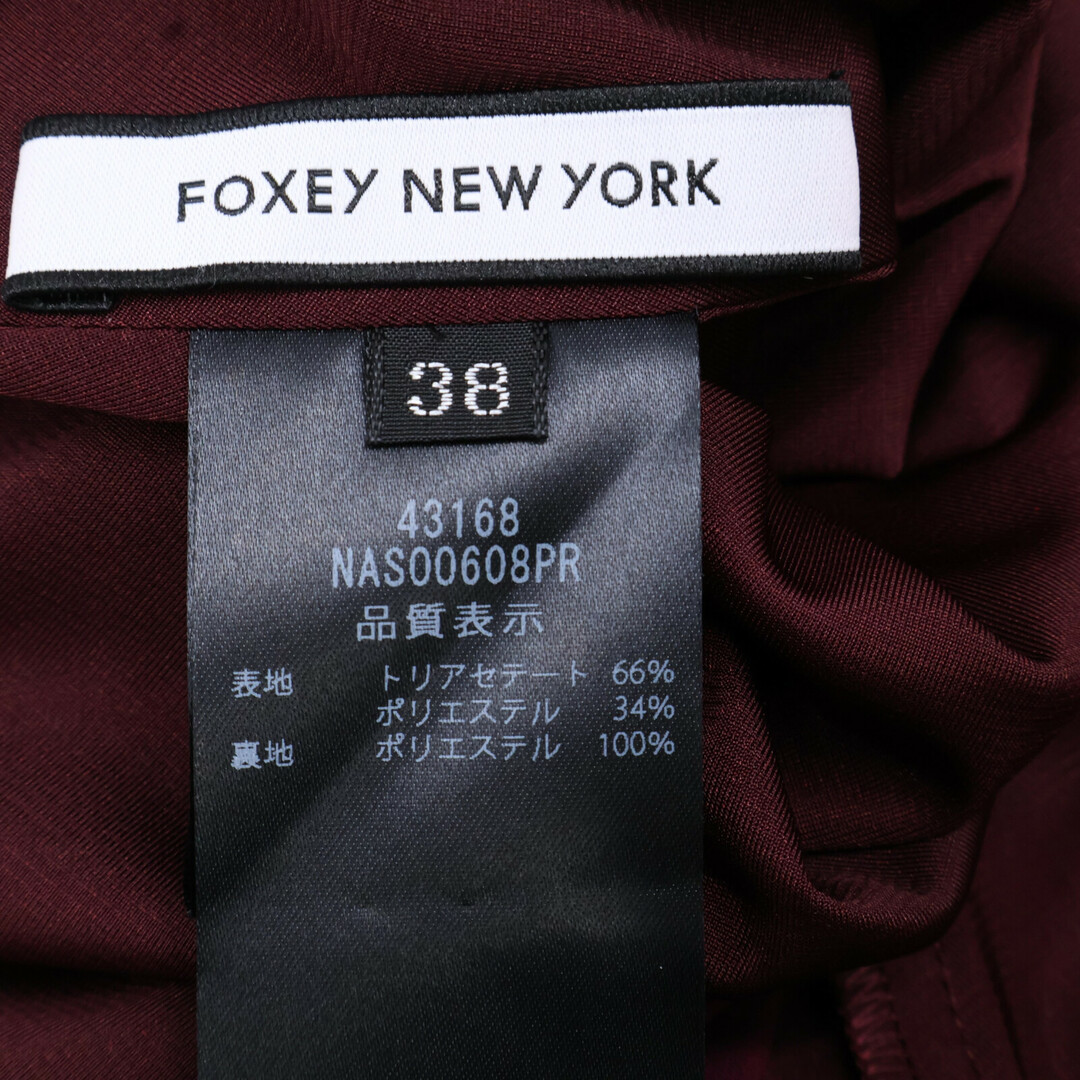 FOXEY NEW YORK
38
43168
NAS00608PR
品質表示
表地 トリアセテート 66%
ポリエステル 34%
裏地 ポリエステル 100%